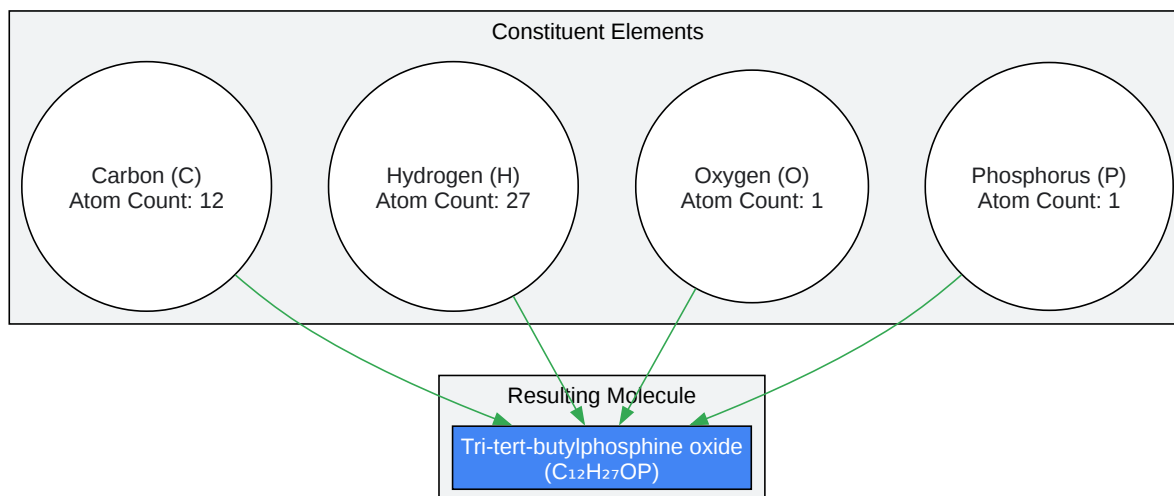 Constituent Elements
Carbon (C)
Atom Count: 12
Hydrogen (H)
Atom Count: 27
Oxygen (O)
Atom Count: 1
Phosphorus (P)
Atom Count: 1
Resulting Molecule
Tri-tert-butylphosphine oxide
(C₁₂H₂₇OP)